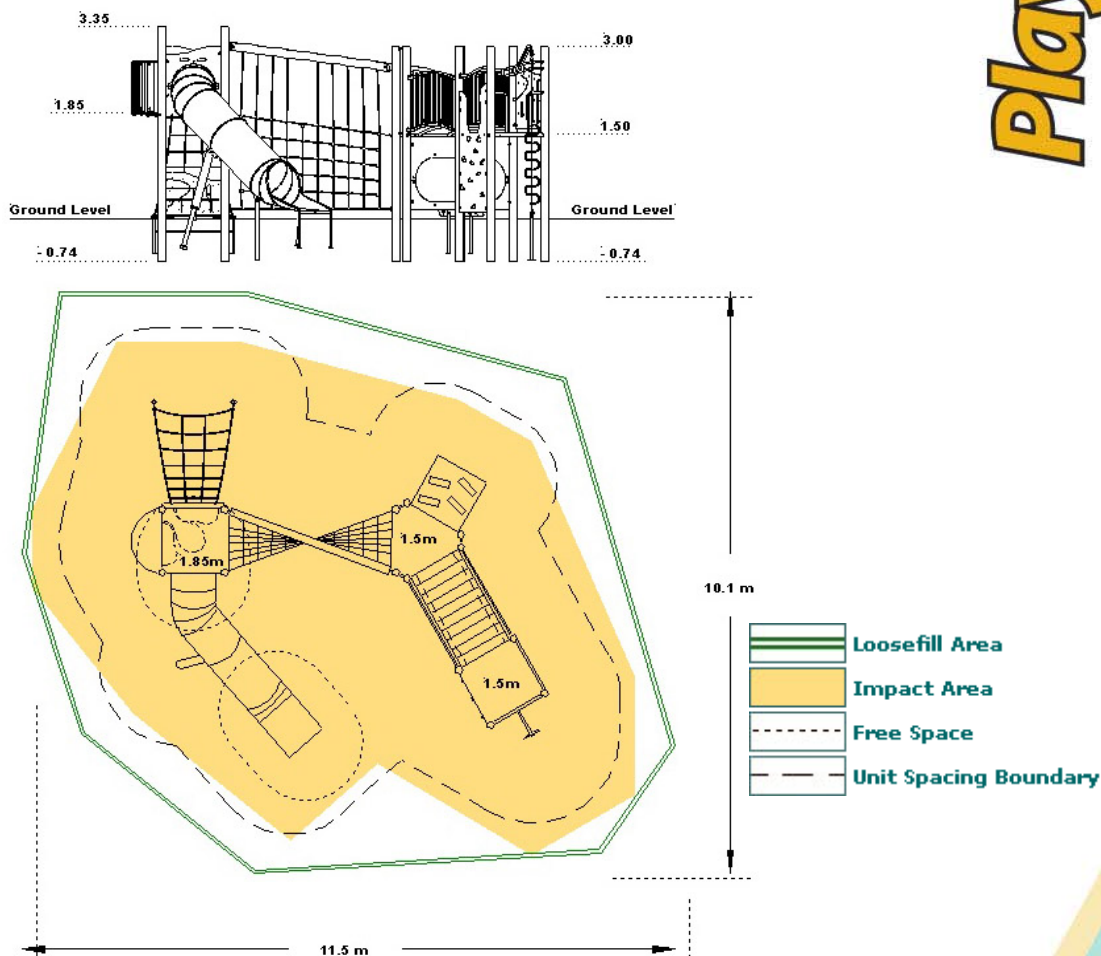 3.35
3.00
Play
1.85
1.50
Ground Level
Ground Level
- 0.74
- 0.74
1.5m
1.85m
10.1 m
1.5m
Loosefill Area
Impact Area
Free Space
Unit Spacing Boundary
11.5 m